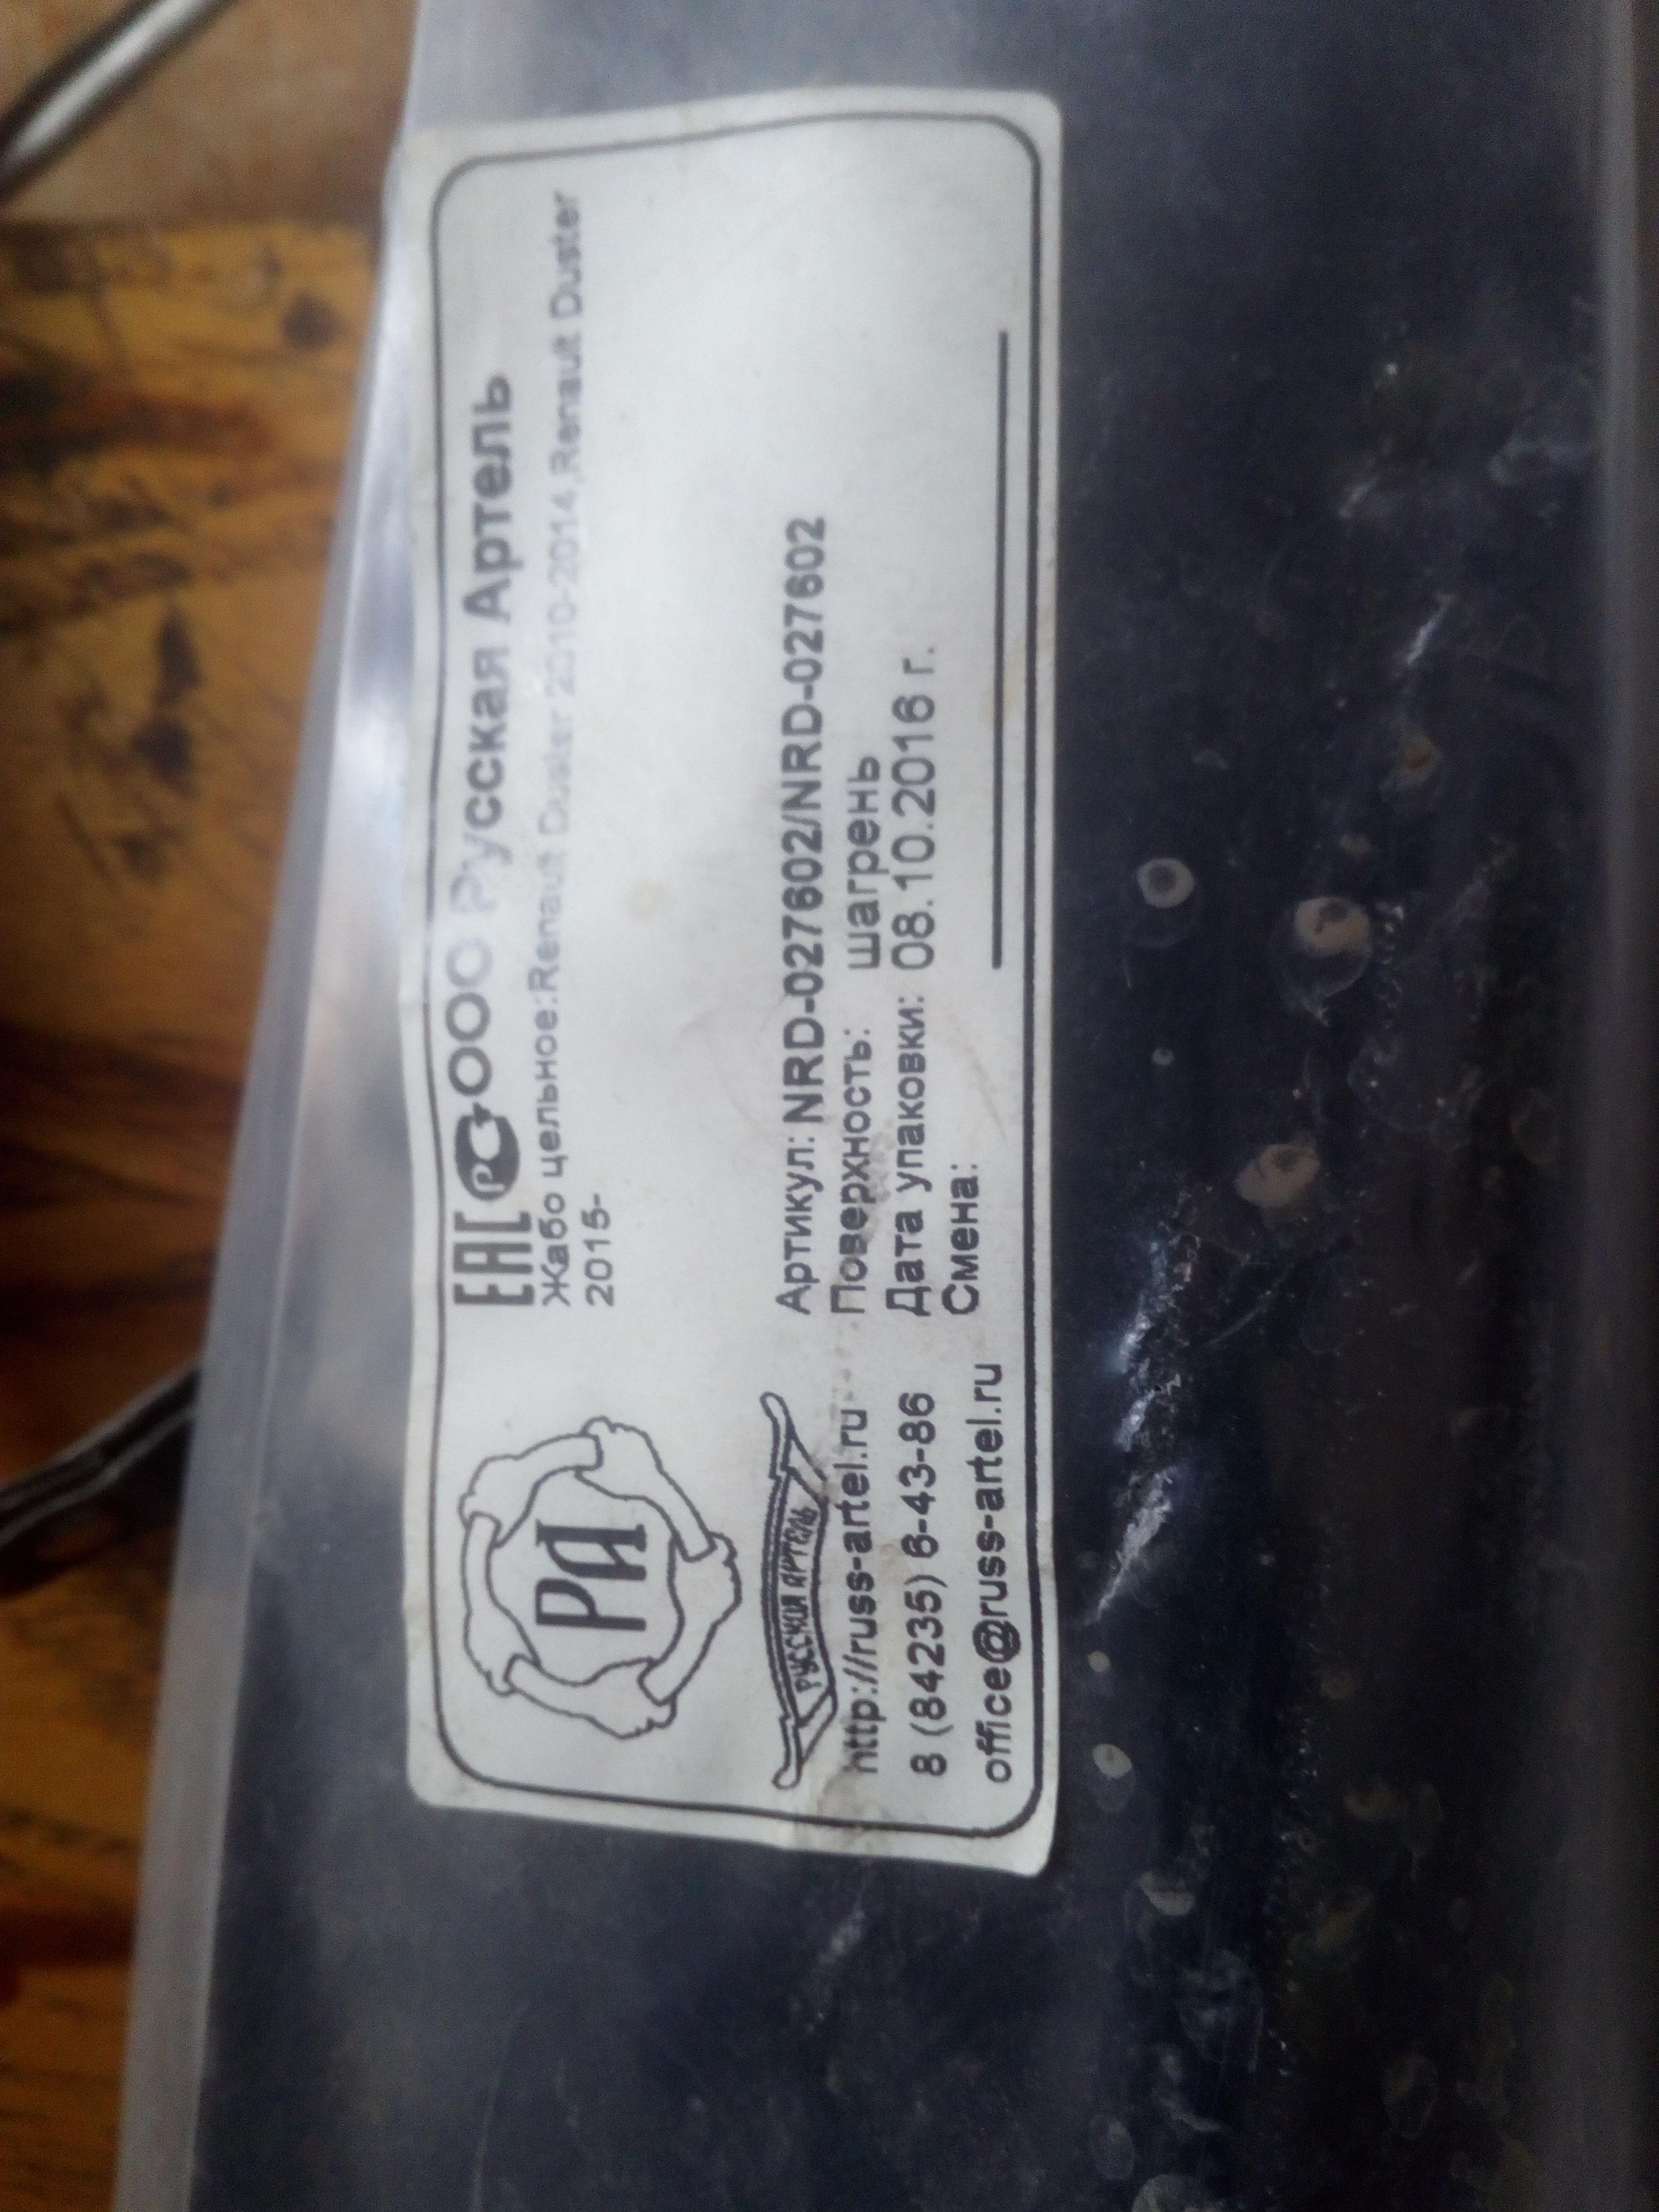 ЕАС РС ООО Русская Артель
Жабо цельное:Renault Duster 2010-2014,Renault Duster
2015-
РА
РУССКАЯ АРТЕЛЬ
Артикул: NRD-027602/NRD-027602
Поверхность: шагрень
Дата упаковки: 08.10.2016 г.
Смена:
http://russ-artel.ru
8 (84235) 6-43-86
office@russ-artel.ru